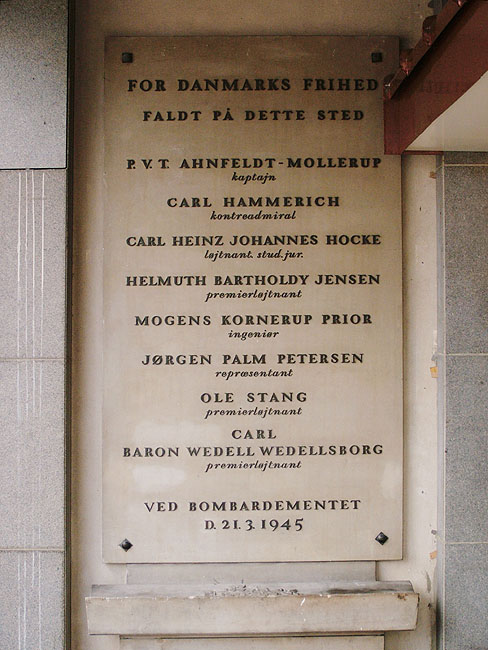 FOR DANMARKS FRIHED
FALDT PÅ DETTE STED
P. V. T. AHNFELDT-MOLLERUP
kaptajn
CARL HAMMERICH
kontreadmiral
CARL HEINZ JOHANNES HOCKE
løjtnant. stud. jur.
HELMUTH BARTHOLDY JENSEN
premierløjtnant
MOGENS KORNERUP PRIOR
ingeniør
JØRGEN PALM PETERSEN
repræsentant
OLE STANG
premierløjtnant
CARL
BARON WEDELL WEDELLSBORG
premierløjtnant
VED BOMBARDEMENTET
D. 21. 3. 1945